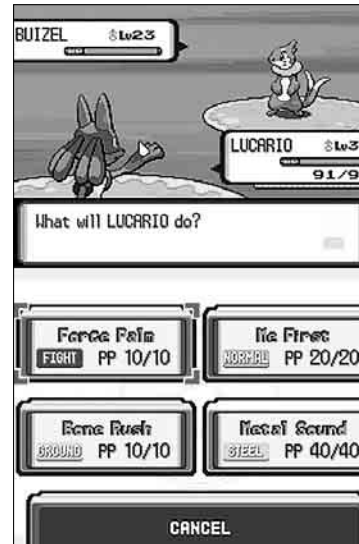 BUIZEL ♂Lv23
LUCARIO ♂Lv3
91/9
What will LUCARIO do?
Force Palm
FIGHT PP 10/10
Me First
NORMAL PP 20/20
Bone Rush
GROUND PP 10/10
Metal Sound
STEEL PP 40/40
CANCEL